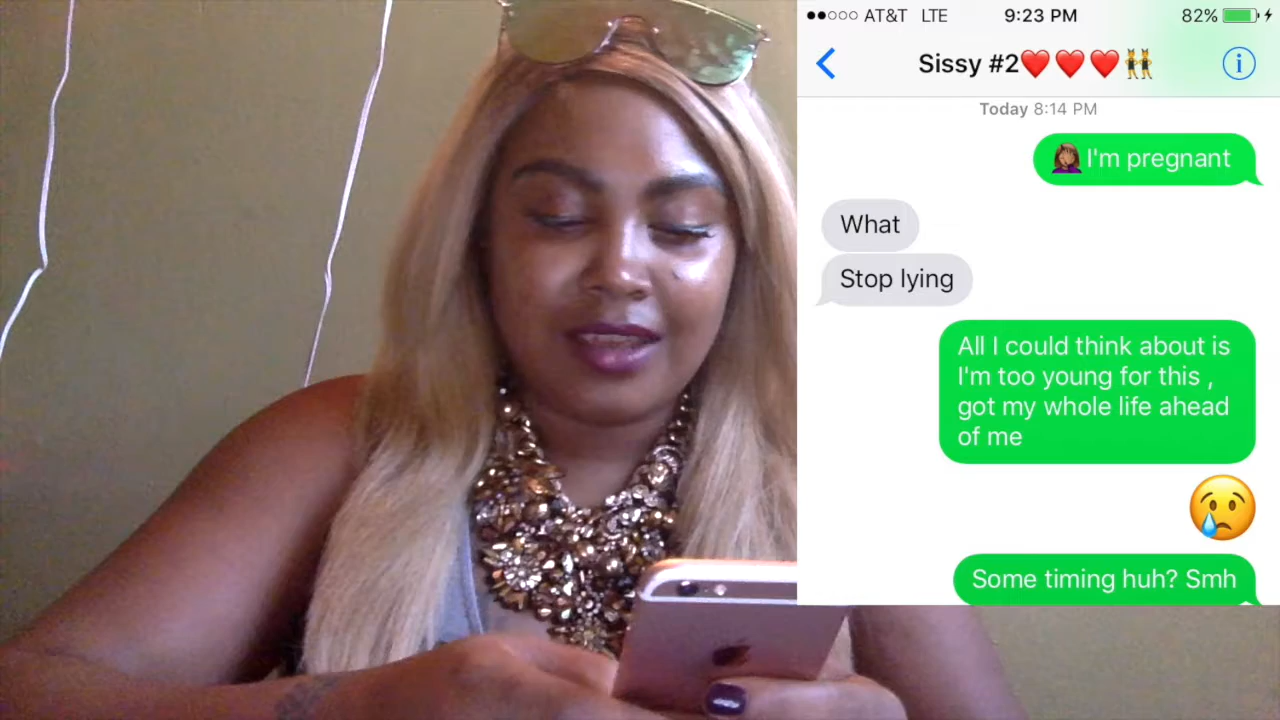 AT&T LTE 9:23 PM 82%
Sissy #2❤️❤️❤️👯
Today 8:14 PM
🤦🏾‍♀️I'm pregnant
What
Stop lying
All I could think about is
I'm too young for this ,
got my whole life ahead
of me
😢
Some timing huh? Smh